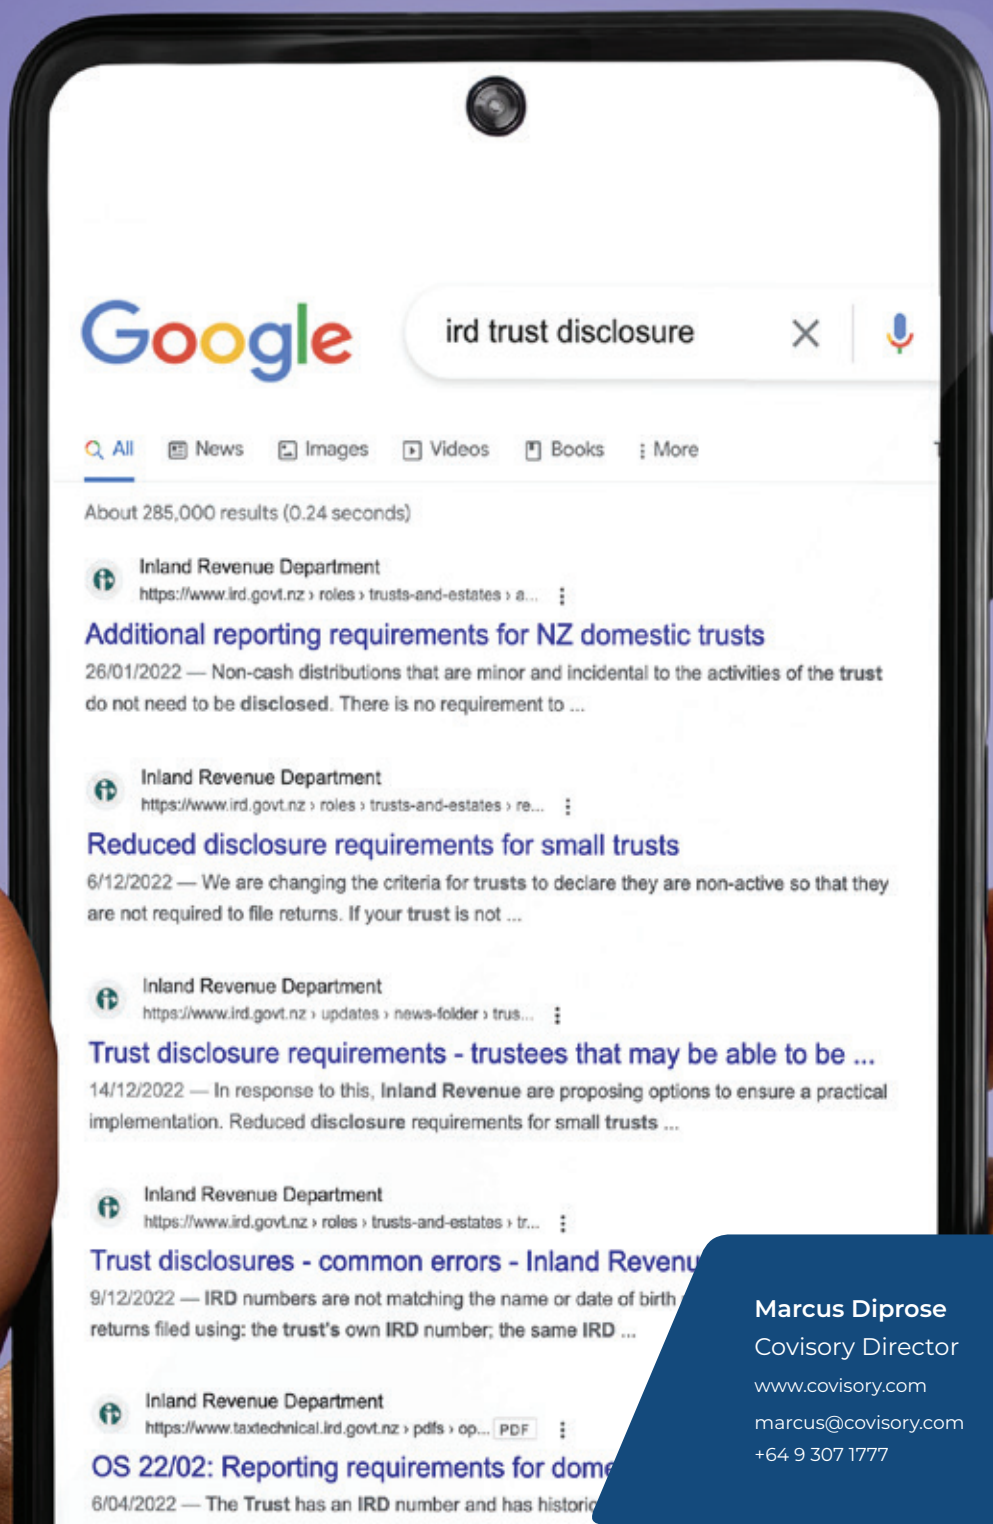 Google
ird trust disclosure
All News Images Videos Books More T
About 285,000 results (0.24 seconds)
Inland Revenue Department
https://www.ird.govt.nz › roles › trusts-and-estates › a...
Additional reporting requirements for NZ domestic trusts
26/01/2022 — Non-cash distributions that are minor and incidental to the activities of the trust
do not need to be disclosed. There is no requirement to ...
Inland Revenue Department
https://www.ird.govt.nz › roles › trusts-and-estates › re...
Reduced disclosure requirements for small trusts
6/12/2022 — We are changing the criteria for trusts to declare they are non-active so that they
are not required to file returns. If your trust is not ...
Inland Revenue Department
https://www.ird.govt.nz › updates › news-folder › trus...
Trust disclosure requirements - trustees that may be able to be ...
14/12/2022 — In response to this, Inland Revenue are proposing options to ensure a practical
implementation. Reduced disclosure requirements for small trusts ...
Inland Revenue Department
https://www.ird.govt.nz › roles › trusts-and-estates › tr...
Trust disclosures - common errors - Inland Revenu
9/12/2022 — IRD numbers are not matching the name or date of birth
returns filed using: the trust's own IRD number; the same IRD ...
Inland Revenue Department
https://www.taxtechnical.ird.govt.nz › pdfs › op... PDF
OS 22/02: Reporting requirements for dome
6/04/2022 — The Trust has an IRD number and has historic
Marcus Diprose
Covisory Director
www.covisory.com
marcus@covisory.com
+64 9 307 1777